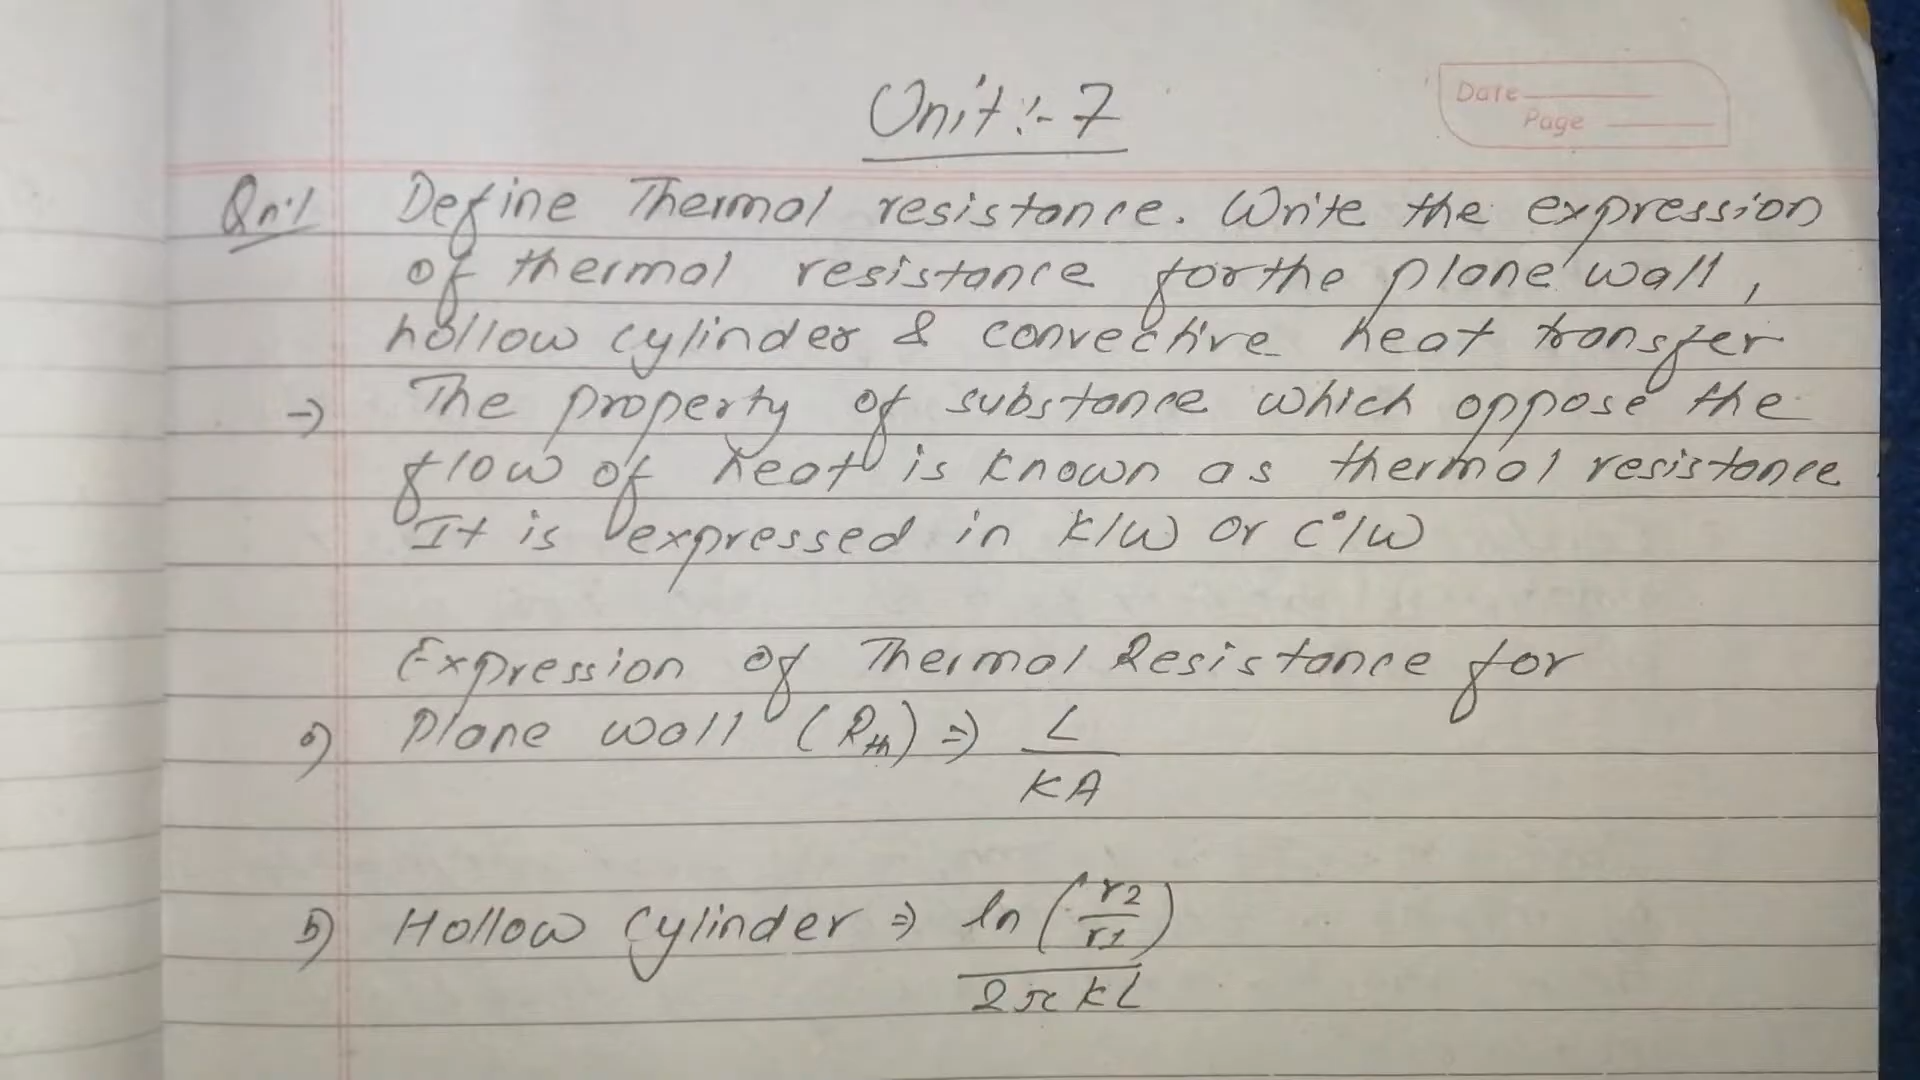 Unit:- 7
Date
Page
Qn:1 Define Thermal resistance. Write the expression
of thermal resistance for the plane wall,
hollow cylinder & convective heat transfer
→ The property of substance which oppose the
flow of heat is known as thermal resistance
It is expressed in K/W or C°/W
Expression of Thermal Resistance for
a) Plane wall (Rth) ⇒ L
KA
b) Hollow Cylinder ⇒ ln (r2/r1)
2πKL